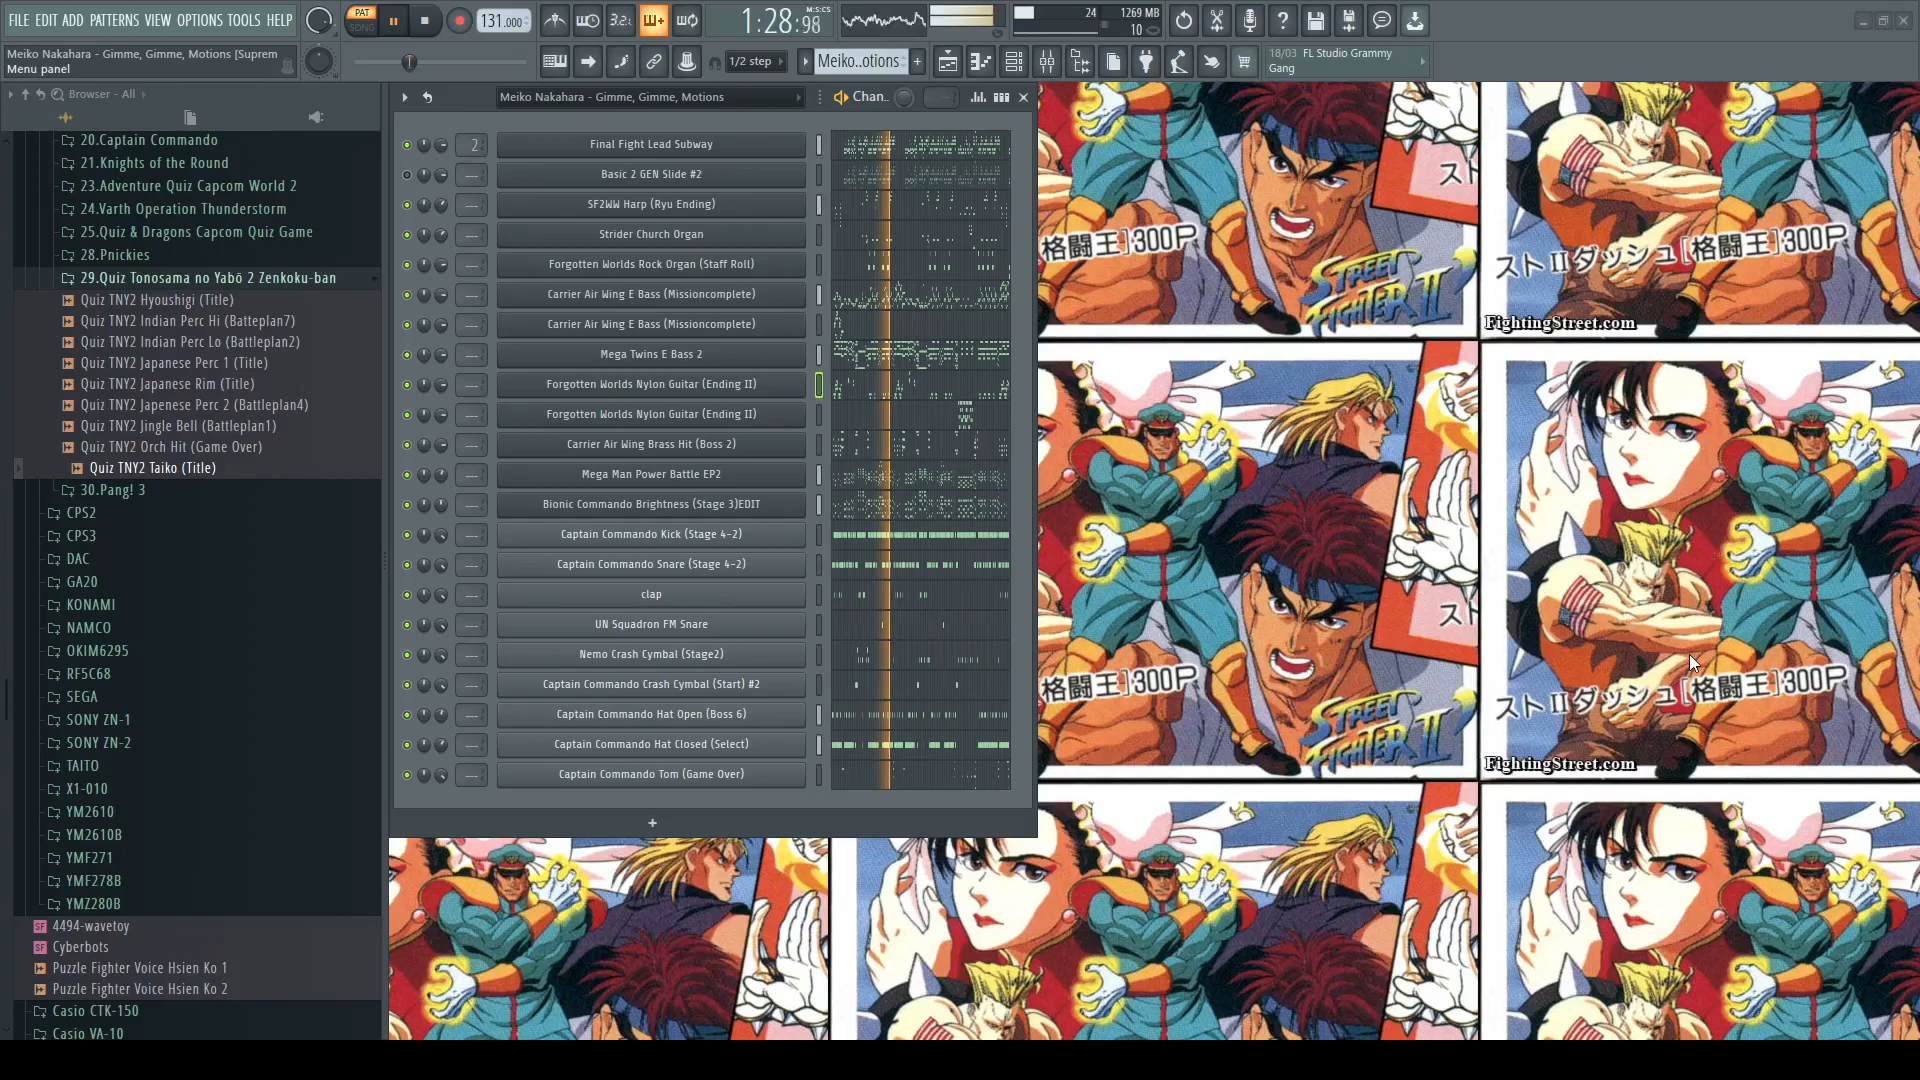 FILE EDIT ADD PATTERNS VIEW OPTIONS TOOLS HELP
PAT
SONG
131.000
3.2.
1:28:98
M:S:CS
24
1269 MB
10
Meiko Nakahara - Gimme, Gimme, Motions [Suprem
Menu panel
1/2 step
Meiko..otions
18/03 FL Studio Grammy
Gang
Browser - All
20.Captain Commando
21.Knights of the Round
23.Adventure Quiz Capcom World 2
24.Varth Operation Thunderstorm
25.Quiz & Dragons Capcom Quiz Game
28.Pnickies
29.Quiz Tonosama no Yabō 2 Zenkoku-ban
Quiz TNY2 Hyoushigi (Title)
Quiz TNY2 Indian Perc Hi (Batteplan7)
Quiz TNY2 Indian Perc Lo (Battleplan2)
Quiz TNY2 Japanese Perc 1 (Title)
Quiz TNY2 Japanese Rim (Title)
Quiz TNY2 Japenese Perc 2 (Battleplan4)
Quiz TNY2 Jingle Bell (Battleplan1)
Quiz TNY2 Orch Hit (Game Over)
Quiz TNY2 Taiko (Title)
30.Pang! 3
CPS2
CPS3
DAC
GA20
KONAMI
NAMCO
OKIM6295
RF5C68
SEGA
SONY ZN-1
SONY ZN-2
TAITO
X1-010
YM2610
YM2610B
YMF271
YMF278B
YMZ280B
4494-wavetoy
Cyberbots
Puzzle Fighter Voice Hsien Ko 1
Puzzle Fighter Voice Hsien Ko 2
Casio CTK-150
Casio VA-10
Meiko Nakahara - Gimme, Gimme, Motions
Chan..
2
Final Fight Lead Subway
Basic 2 GEN Slide #2
SF2WW Harp (Ryu Ending)
Strider Church Organ
Forgotten Worlds Rock Organ (Staff Roll)
Carrier Air Wing E Bass (Missioncomplete)
Carrier Air Wing E Bass (Missioncomplete)
Mega Twins E Bass 2
Forgotten Worlds Nylon Guitar (Ending II)
Forgotten Worlds Nylon Guitar (Ending II)
Carrier Air Wing Brass Hit (Boss 2)
Mega Man Power Battle EP2
Bionic Commando Brightness (Stage 3)EDIT
Captain Commando Kick (Stage 4-2)
Captain Commando Snare (Stage 4-2)
clap
UN Squadron FM Snare
Nemo Crash Cymbal (Stage2)
Captain Commando Crash Cymbal (Start) #2
Captain Commando Hat Open (Boss 6)
Captain Commando Hat Closed (Select)
Captain Commando Tom (Game Over)
スト
格闘王]300P
STREET
FIGHTER II'
ストIIダッシュ[格闘王]300P
FightingStreet.com
スト
格闘王]300P
STREET
FIGHTER II'
ストIIダッシュ[格闘王]300P
FightingStreet.com